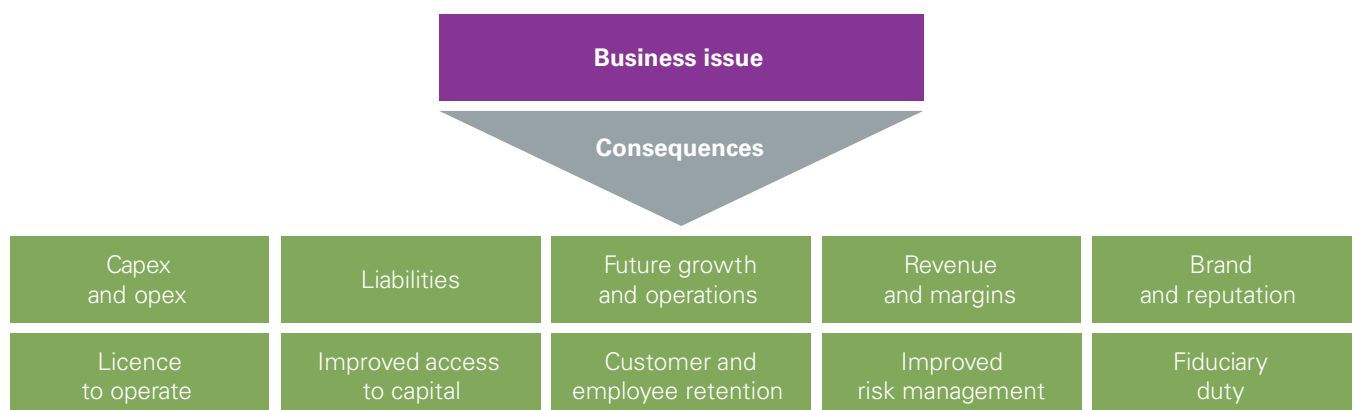 Business issue
Consequences
Capex
and opex
Liabilities
Future growth
and operations
Revenue
and margins
Brand
and reputation
Licence
to operate
Improved access
to capital
Customer and
employee retention
Improved
risk management
Fiduciary
duty